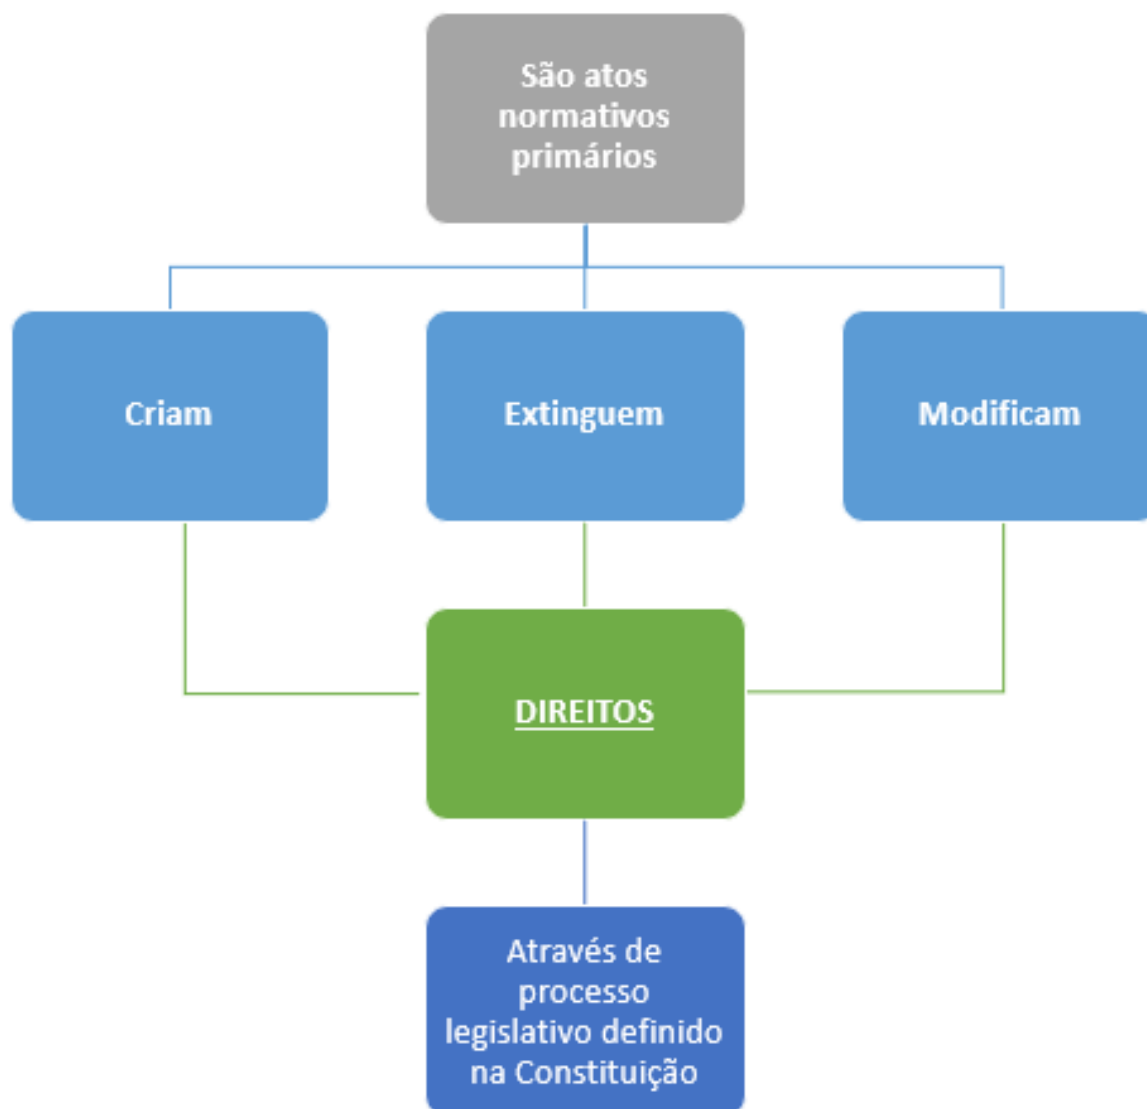 São atos
normativos
primários
Criam
Extinguem
Modificam
DIREITOS
Através de
processo
legislativo definido
na Constituição